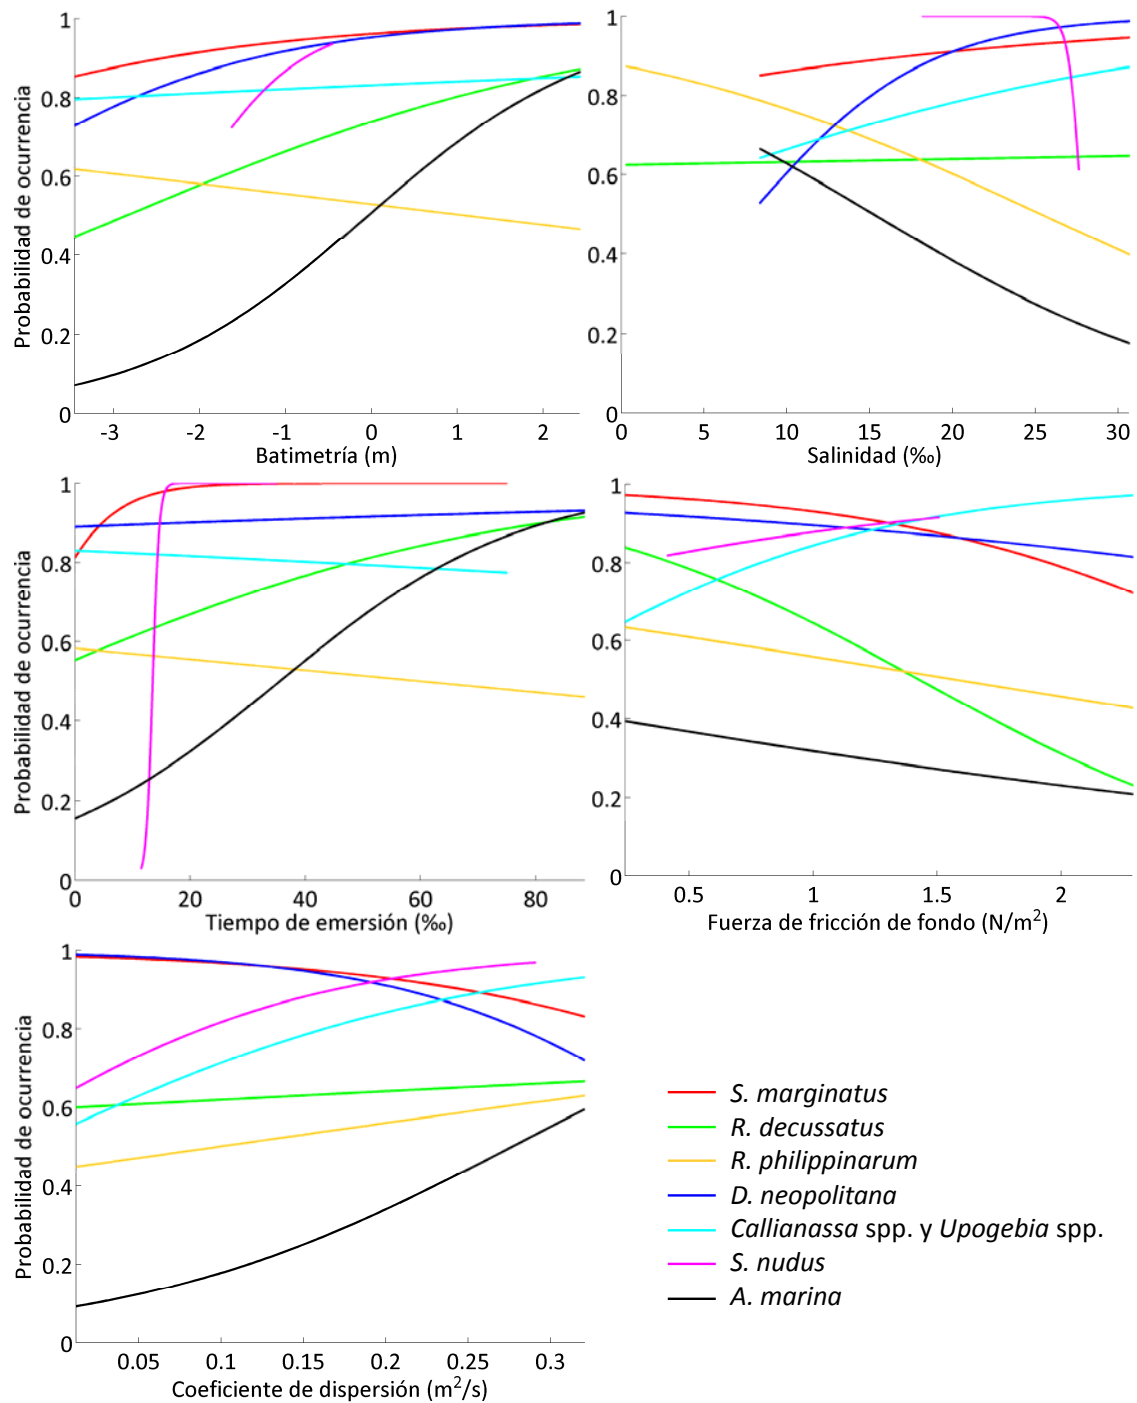 Probabilidad de ocurrencia
1
0.8
0.6
0.4
0.2
0
-3 -2 -1 0 1 2
Batimetría (m)
1
0.8
0.6
0.4
0.2
0
0 5 10 15 20 25 30
Salinidad (‰)
Probabilidad de ocurrencia
1
0.8
0.6
0.4
0.2
0
0 20 40 60 80
Tiempo de emersión (‰)
1
0.8
0.6
0.4
0.2
0
0.5 1 1.5 2
Fuerza de fricción de fondo (N/m²)
Probabilidad de ocurrencia
1
0.8
0.6
0.4
0.2
0
0.05 0.1 0.15 0.2 0.25 0.3
Coeficiente de dispersión (m²/s)
S. marginatus
R. decussatus
R. philippinarum
D. neopolitana
Callianassa spp. y Upogebia spp.
S. nudus
A. marina